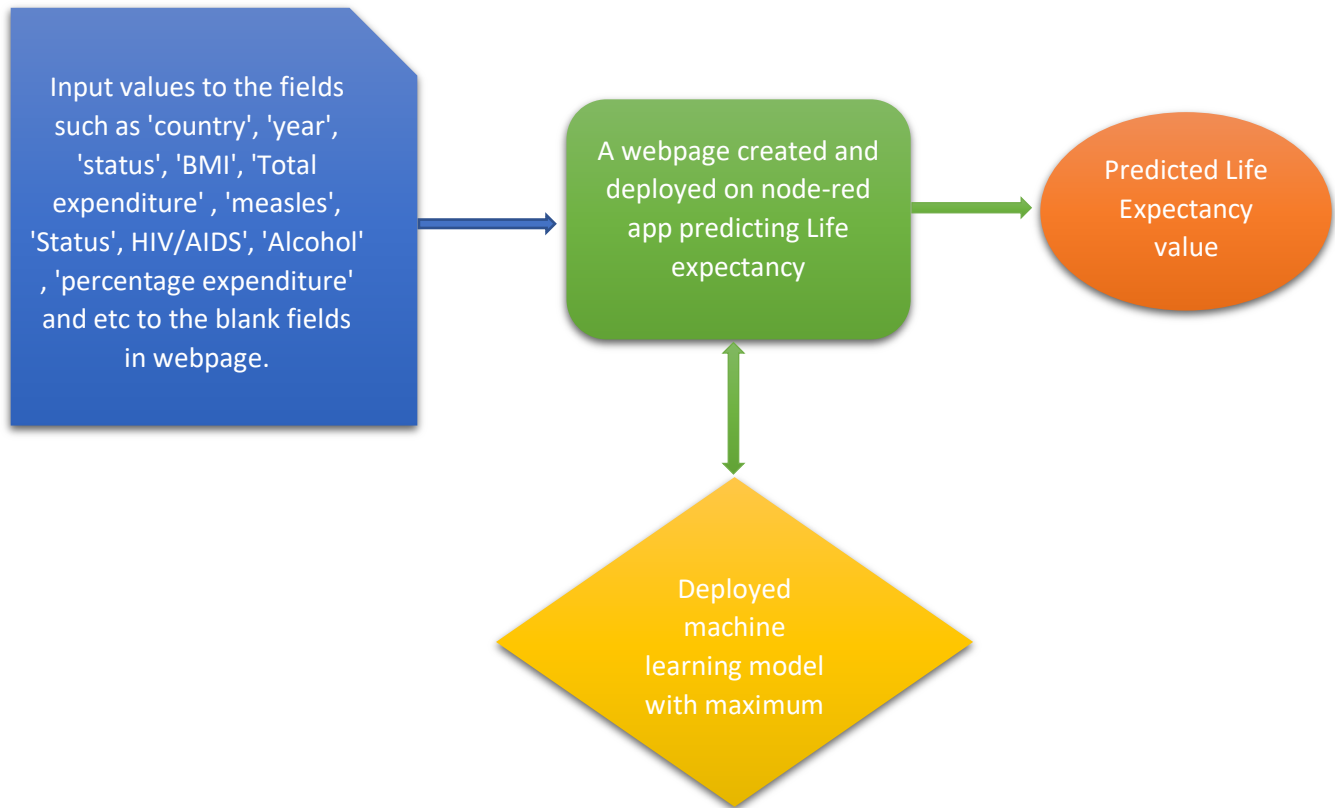 Input values to the fields
such as 'country', 'year',
'status', 'BMI', 'Total
expenditure' , 'measles',
'Status', HIV/AIDS', 'Alcohol'
, 'percentage expenditure'
and etc to the blank fields
in webpage.
A webpage created and
deployed on node-red
app predicting Life
expectancy
Predicted Life
Expectancy
value
Deployed
machine
learning model
with maximum